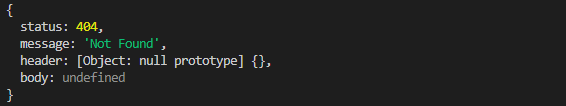 {
  status: 404,
  message: 'Not Found',
  header: [Object: null prototype] {},
  body: undefined
}